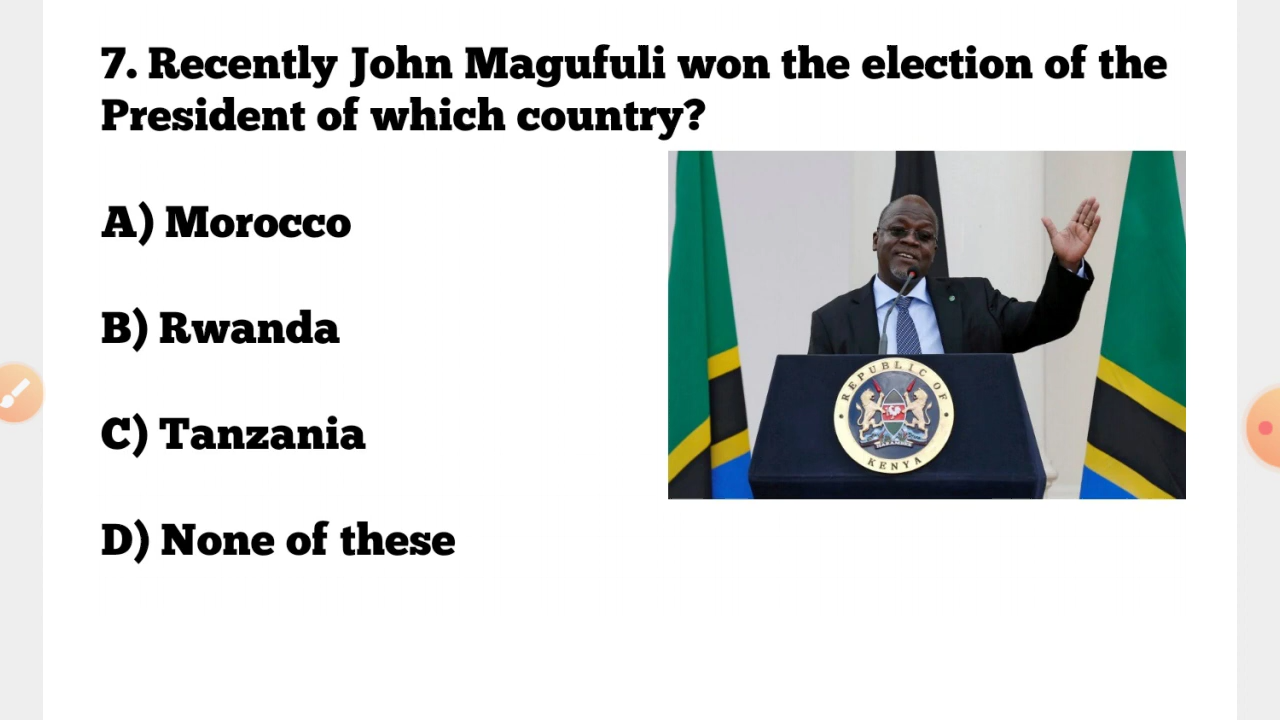 7. Recently John Magufuli won the election of the
President of which country?
A) Morocco
B) Rwanda
C) Tanzania
D) None of these
REPUBLIC OF
HARAMBEE
KENYA